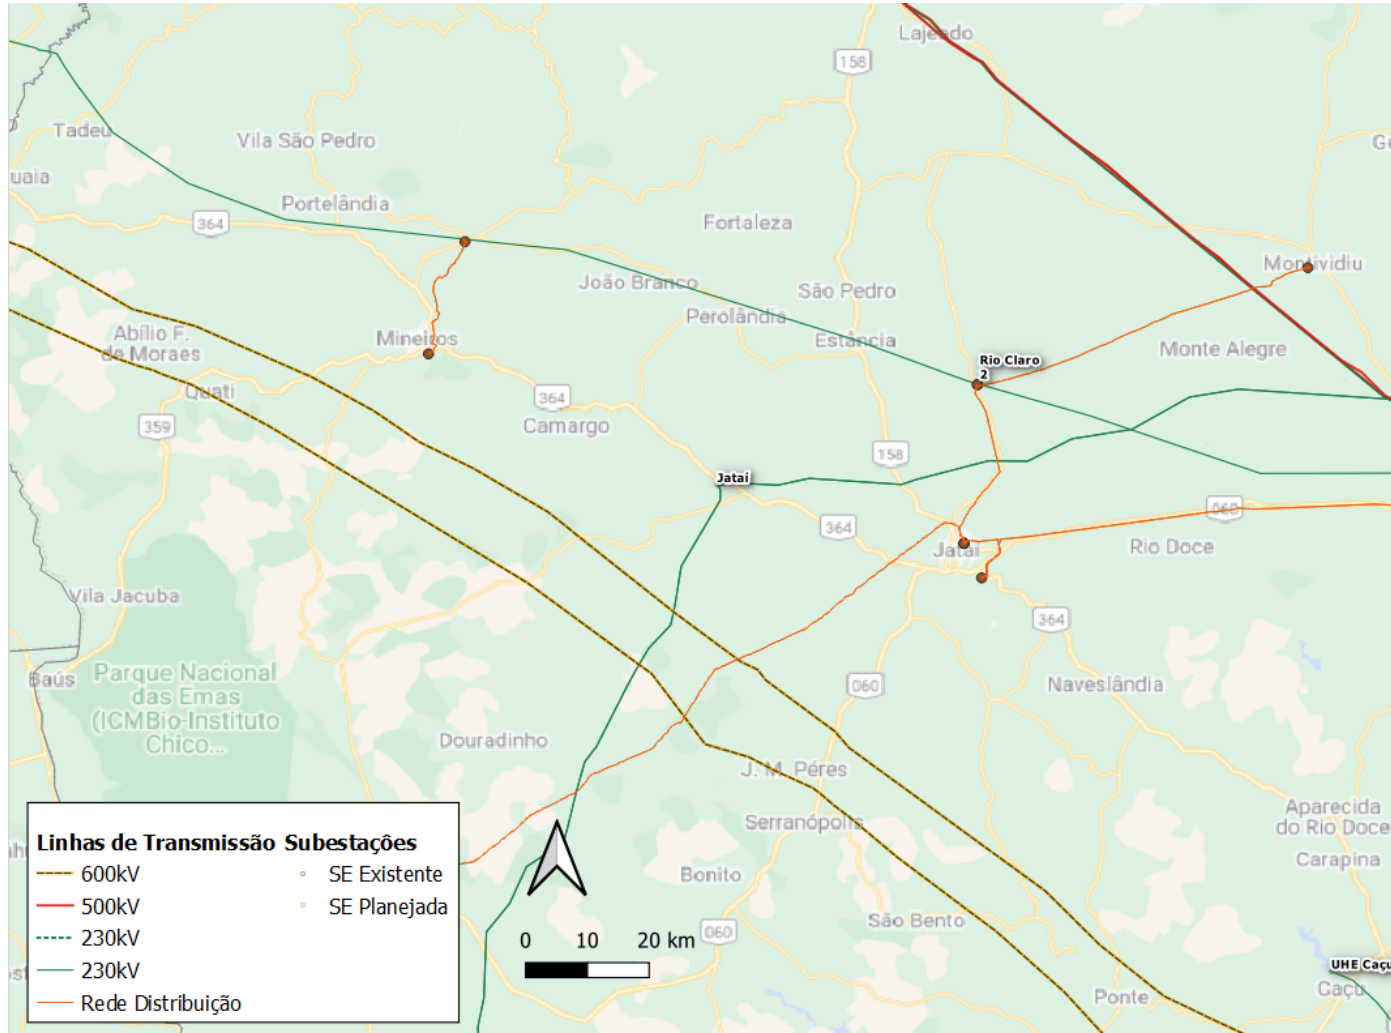 Lajeado
158
Tadeu
Vila São Pedro
Ge
uaia
Portelândia
364
Fortaleza
Montividiu
João Branco
São Pedro
Perolândia
Abílio F.
de Moraes
Mineiros
Estância
Monte Alegre
Rio Claro
2
Quati
364
359
Camargo
158
Jataí
364
060
Jataí
Rio Doce
Vila Jacuba
364
Parque Nacional
das Emas
(ICMBio-Instituto
Chico...
Baús
060
Naveslândia
Douradinho
J. M. Péres
Serranópolis
Aparecida
do Rio Doce
Carapina
Bonito
São Bento
060
UHE Caçu
Caçu
Ponte
Linhas de Transmissão Subestações
600kV
SE Existente
500kV
SE Planejada
230kV
230kV
Rede Distribuição
0 10 20 km